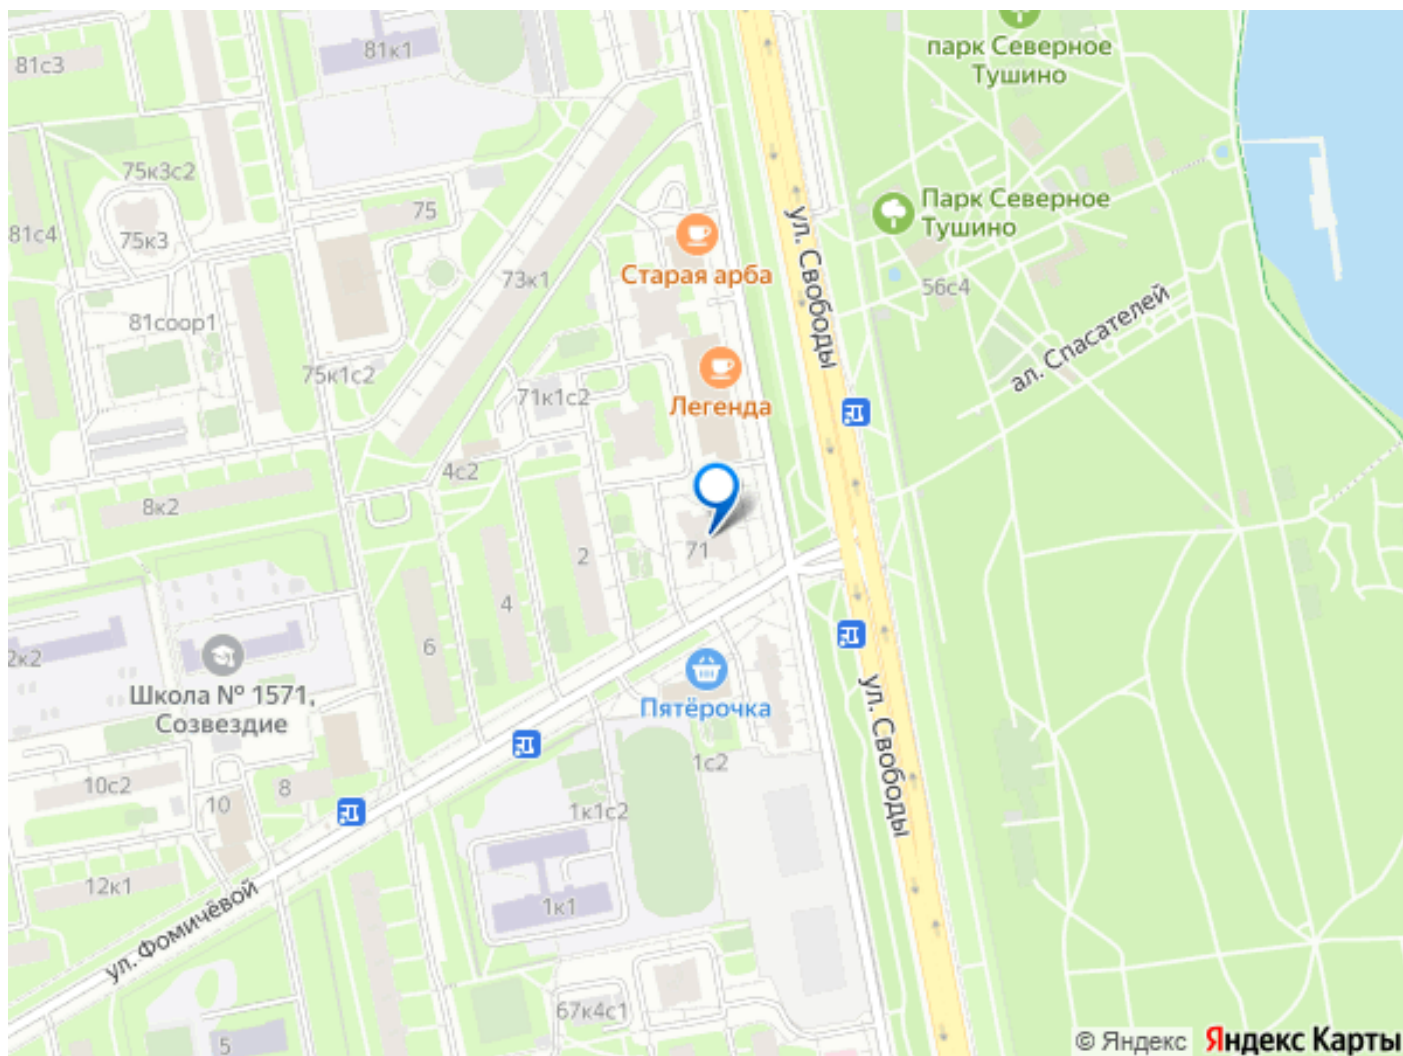 81с3
81к1
парк Северное
Тушино
75к3с2
75
Парк Северное
Тушино
81с4
75к3
Старая арба
73к1
ул. Свободы
56с4
81соор1
ал. Спасателей
75к1с2
71к1с2
Легенда
4с2
8к2
71
2
4
6
2к2
Школа № 1571,
Созвездие
Пятёрочка
ул. Свободы
1с2
10с2
8
10
1к1с2
12к1
1к1
ул. Фомичёвой
67к4с1
5
© Яндекс Яндекс Карты